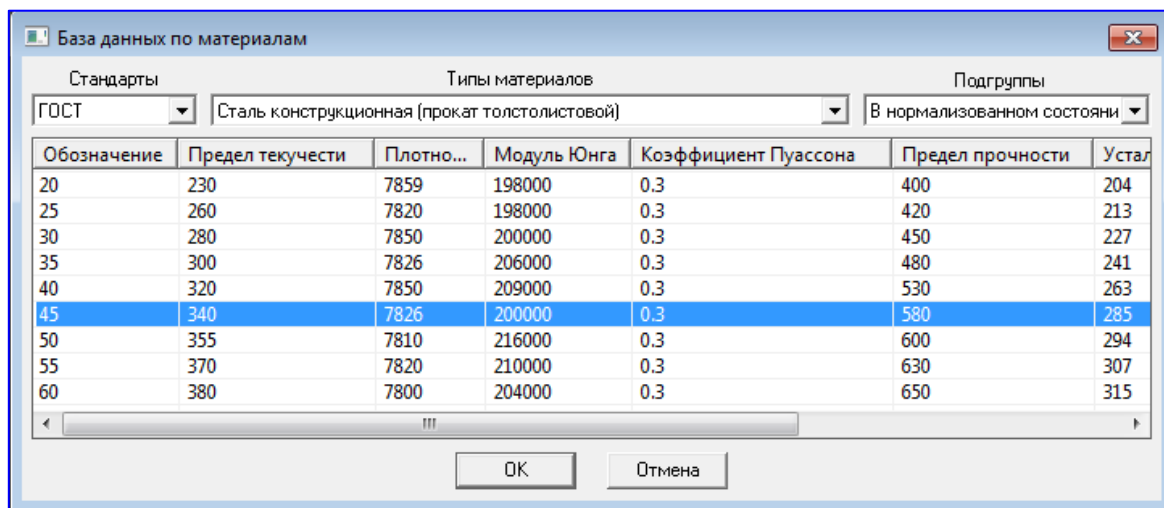 База данных по материалам
Стандарты Типы материалов Подгруппы
ГОСТ Сталь конструкционная (прокат толстолистовой) В нормализованном состояни
Обозначение Предел текучести Плотно... Модуль Юнга Коэффициент Пуассона Предел прочности Устал
20 230 7859 198000 0.3 400 204
25 260 7820 198000 0.3 420 213
30 280 7850 200000 0.3 450 227
35 300 7826 206000 0.3 480 241
40 320 7850 209000 0.3 530 263
45 340 7826 200000 0.3 580 285
50 355 7810 216000 0.3 600 294
55 370 7820 210000 0.3 630 307
60 380 7800 204000 0.3 650 315
OK Отмена